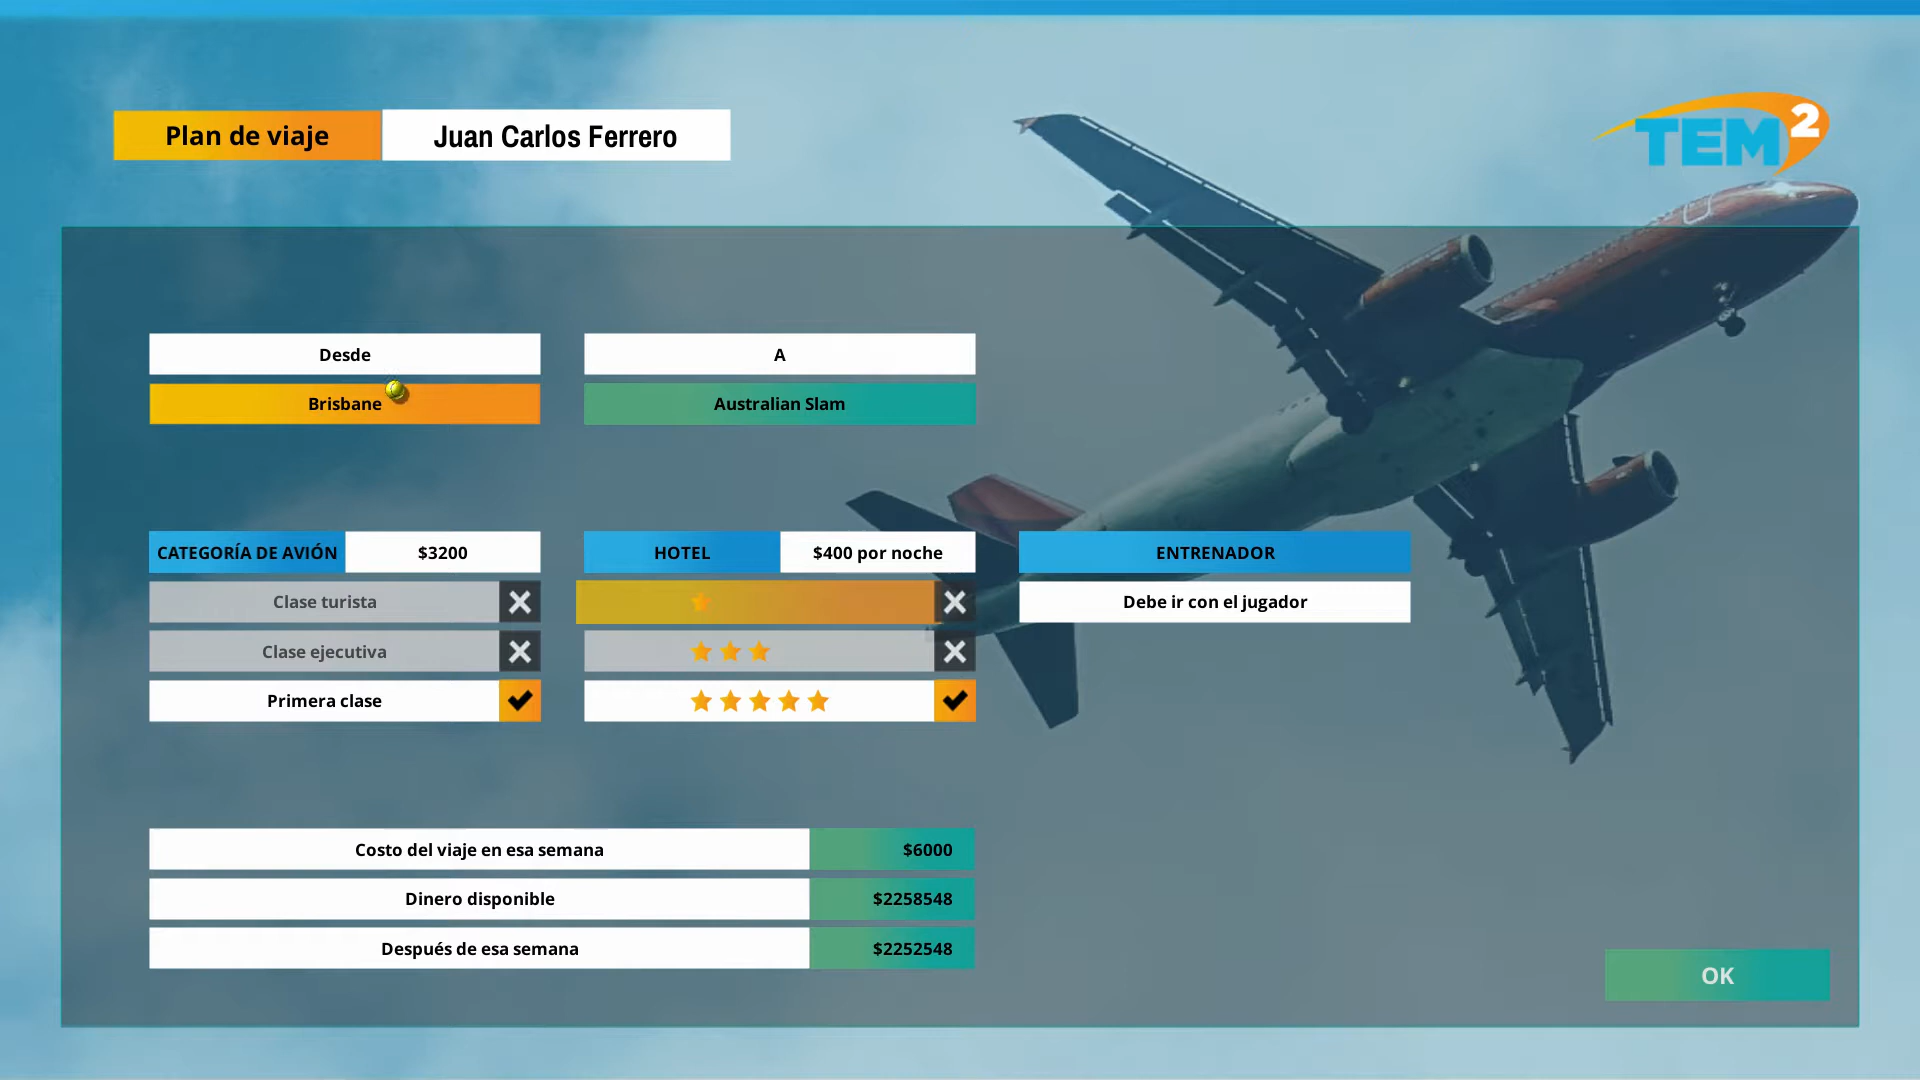 Plan de viaje
Juan Carlos Ferrero
TEM2
Desde
A
Brisbane
Australian Slam
CATEGORÍA DE AVIÓN
$3200
HOTEL
$400 por noche
ENTRENADOR
Clase turista
Debe ir con el jugador
Clase ejecutiva
Primera clase
Costo del viaje en esa semana
$6000
Dinero disponible
$2258548
Después de esa semana
$2252548
OK